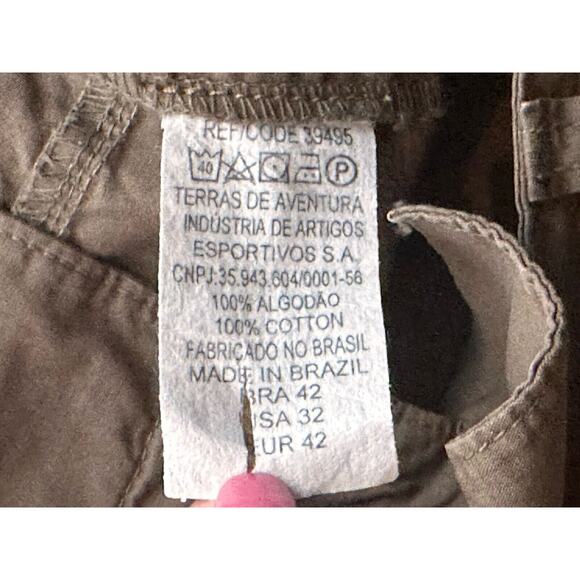 REF/CODE 39495
40 P
TERRAS DE AVENTURA
INDÚSTRIA DE ARTIGOS
ESPORTIVOS S.A.
CNPJ:35.943.604/0001-56
100% ALGODÃO
100% COTTON
FABRICADO NO BRASIL
MADE IN BRAZIL
BRA 42
USA 32
EUR 42